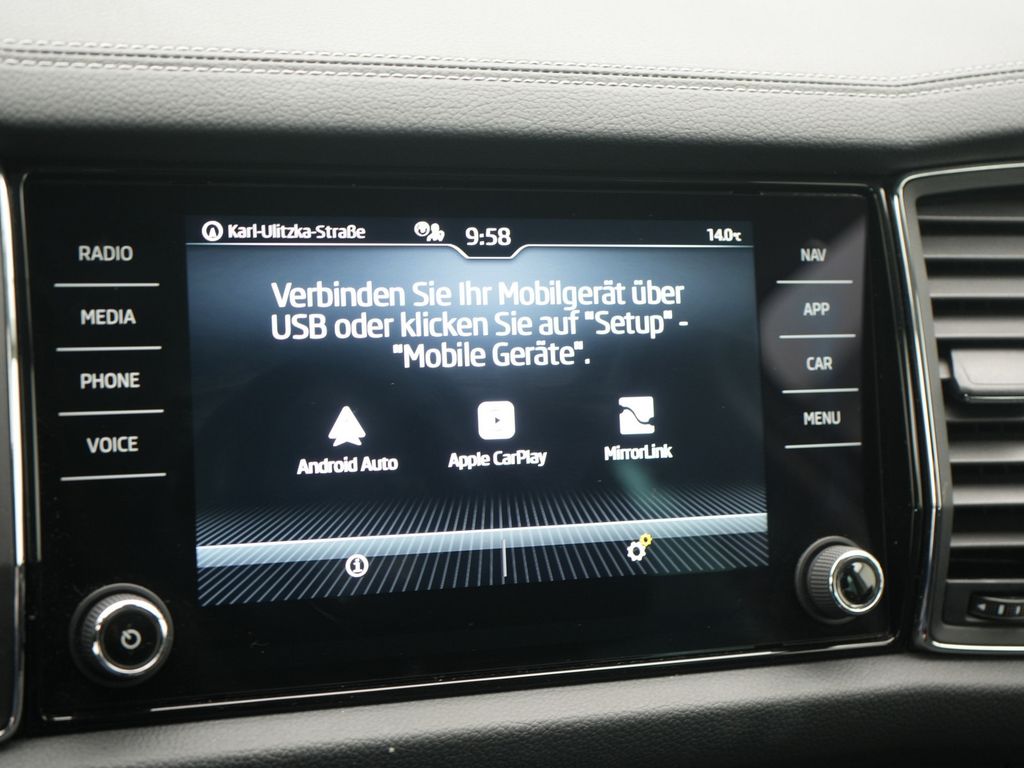 Karl-Ulitzka-Straße 9:58 14.0°C
RADIO
MEDIA
PHONE
VOICE
Verbinden Sie Ihr Mobilgerät über
USB oder klicken Sie auf "Setup" -
"Mobile Geräte".
Android Auto
Apple CarPlay
MirrorLink
NAV
APP
CAR
MENU